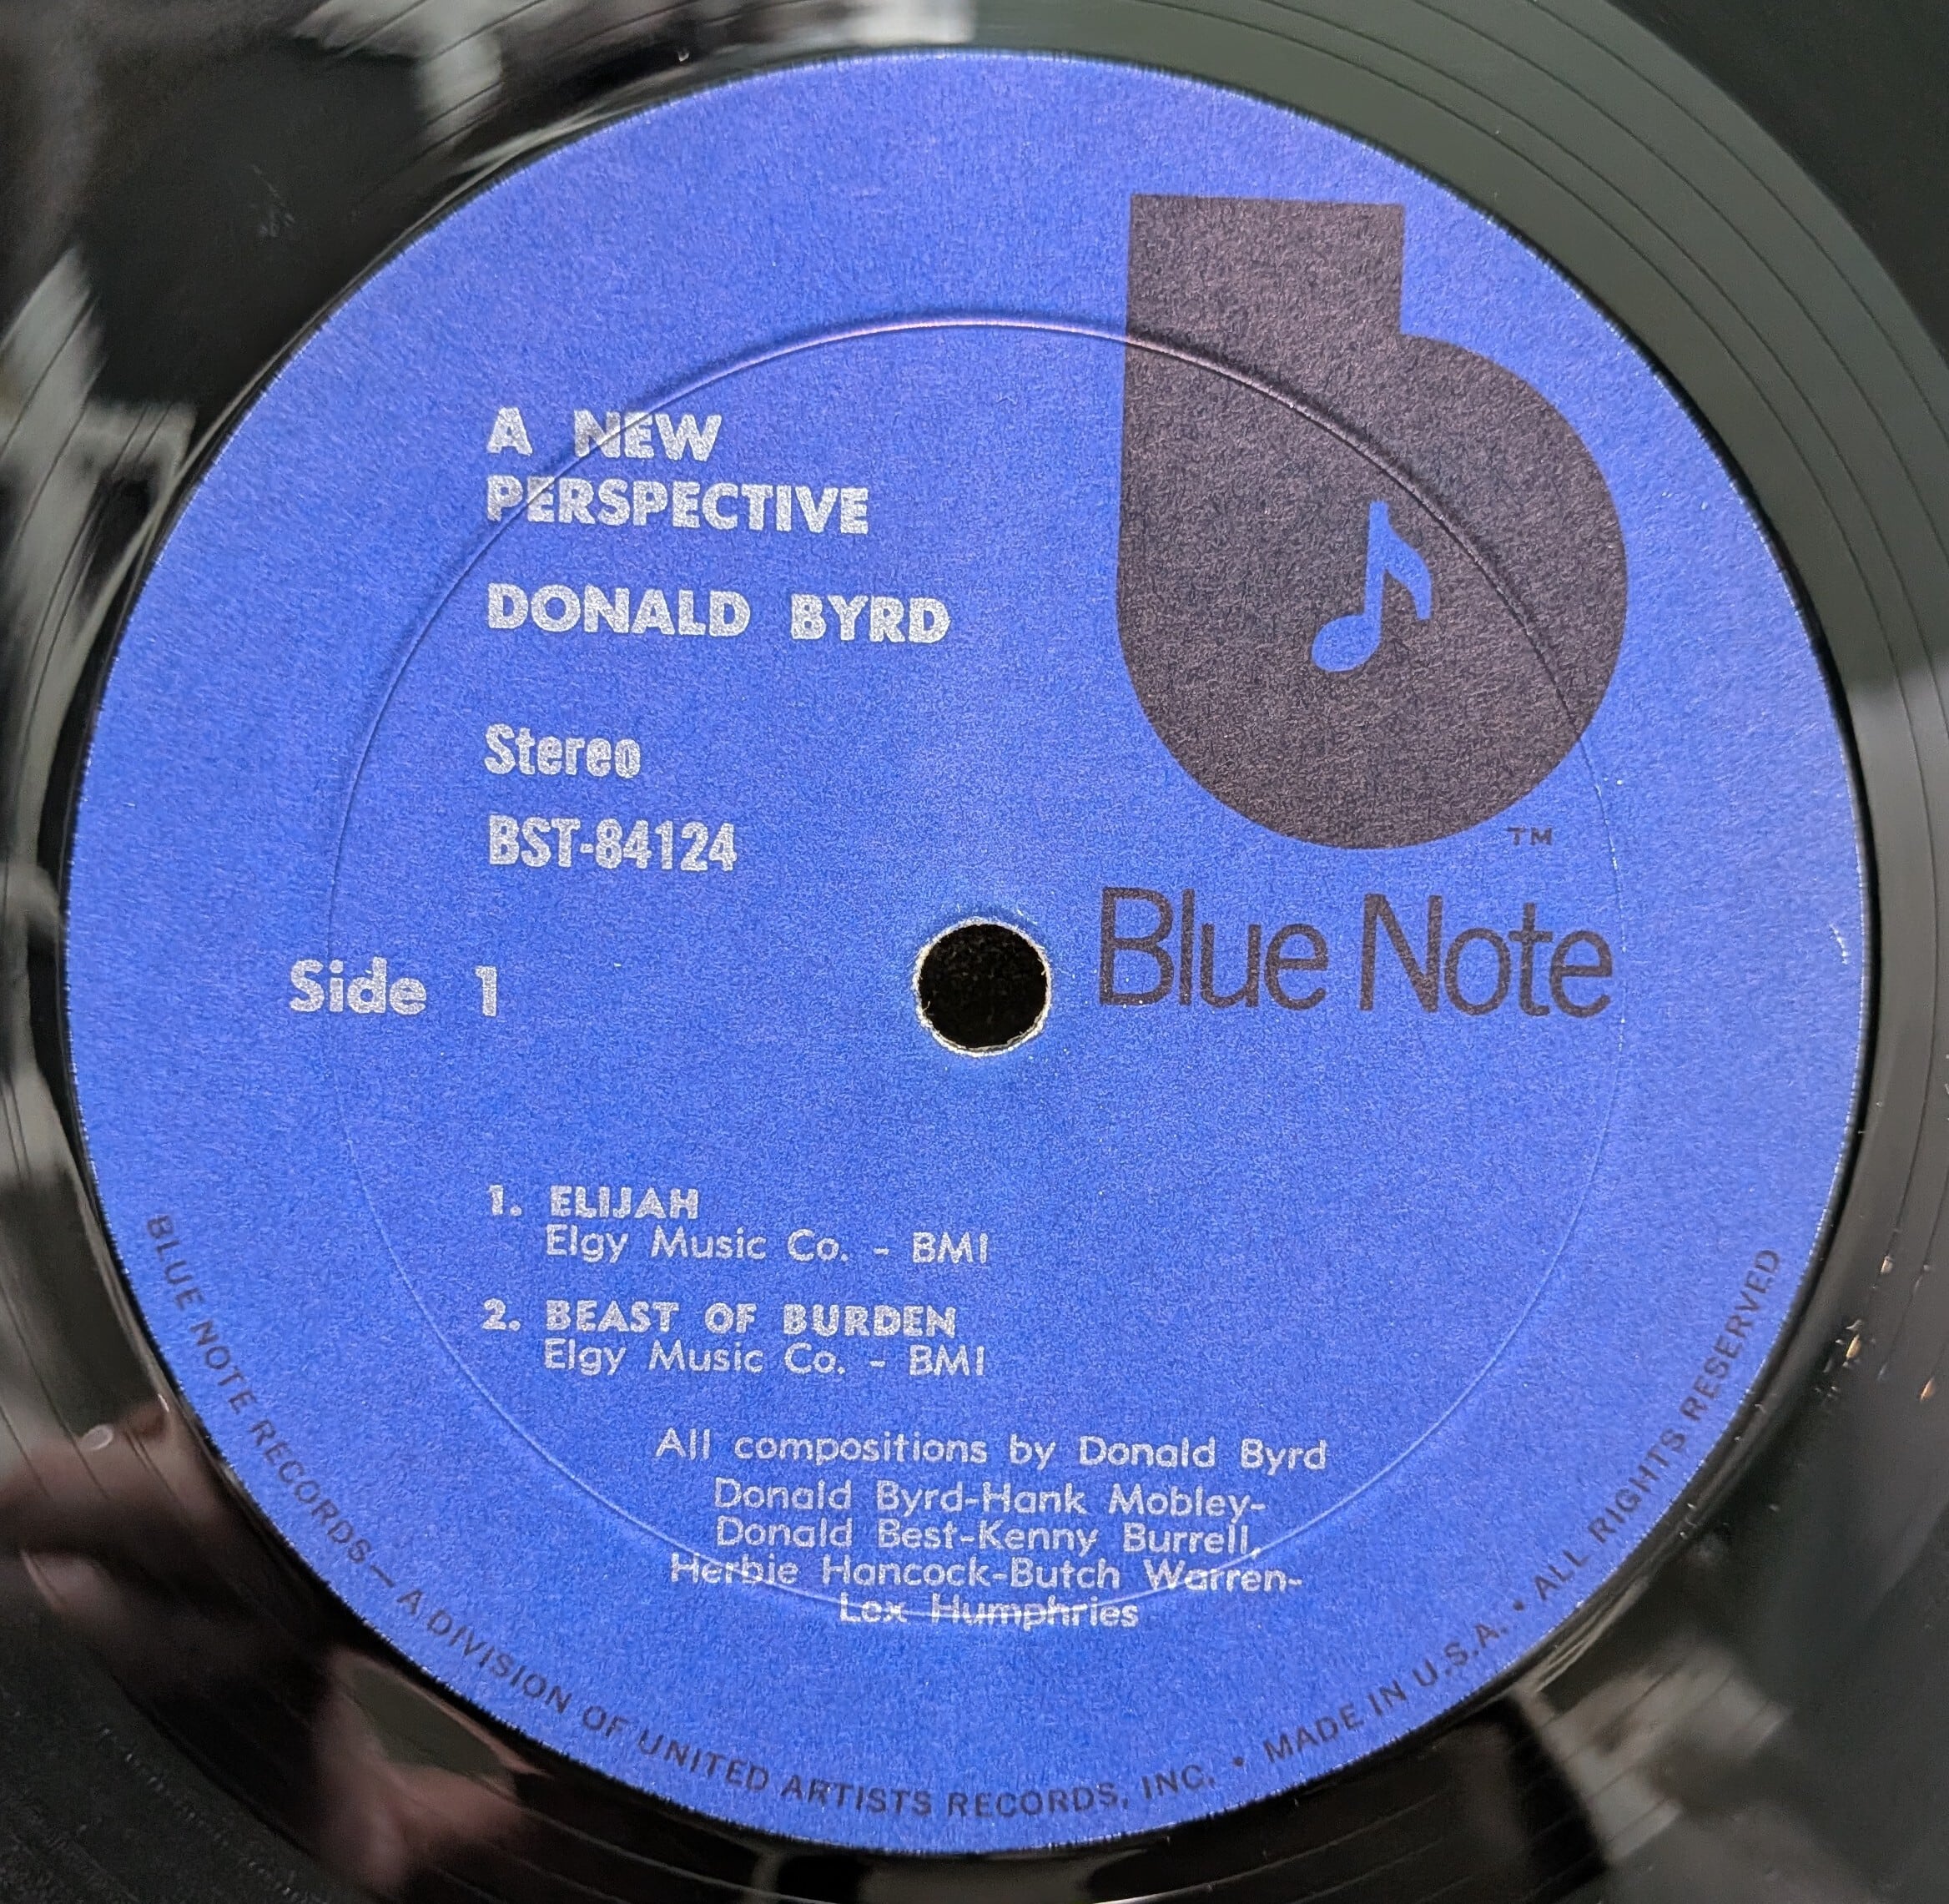 A NEW
PERSPECTIVE
DONALD BYRD
Stereo
BST-84124
TM
Blue Note
Side 1
1. ELIJAH
Elgy Music Co. - BMI
2. BEAST OF BURDEN
Elgy Music Co. - BMI
All compositions by Donald Byrd
Donald Byrd-Hank Mobley-
Donald Best-Kenny Burrell,
Herbie Hancock-Butch Warren-
Lex Humphries
BLUE NOTE RECORDS—A DIVISION OF UNITED ARTISTS RECORDS, INC. • MADE IN U.S.A. • ALL RIGHTS RESERVED